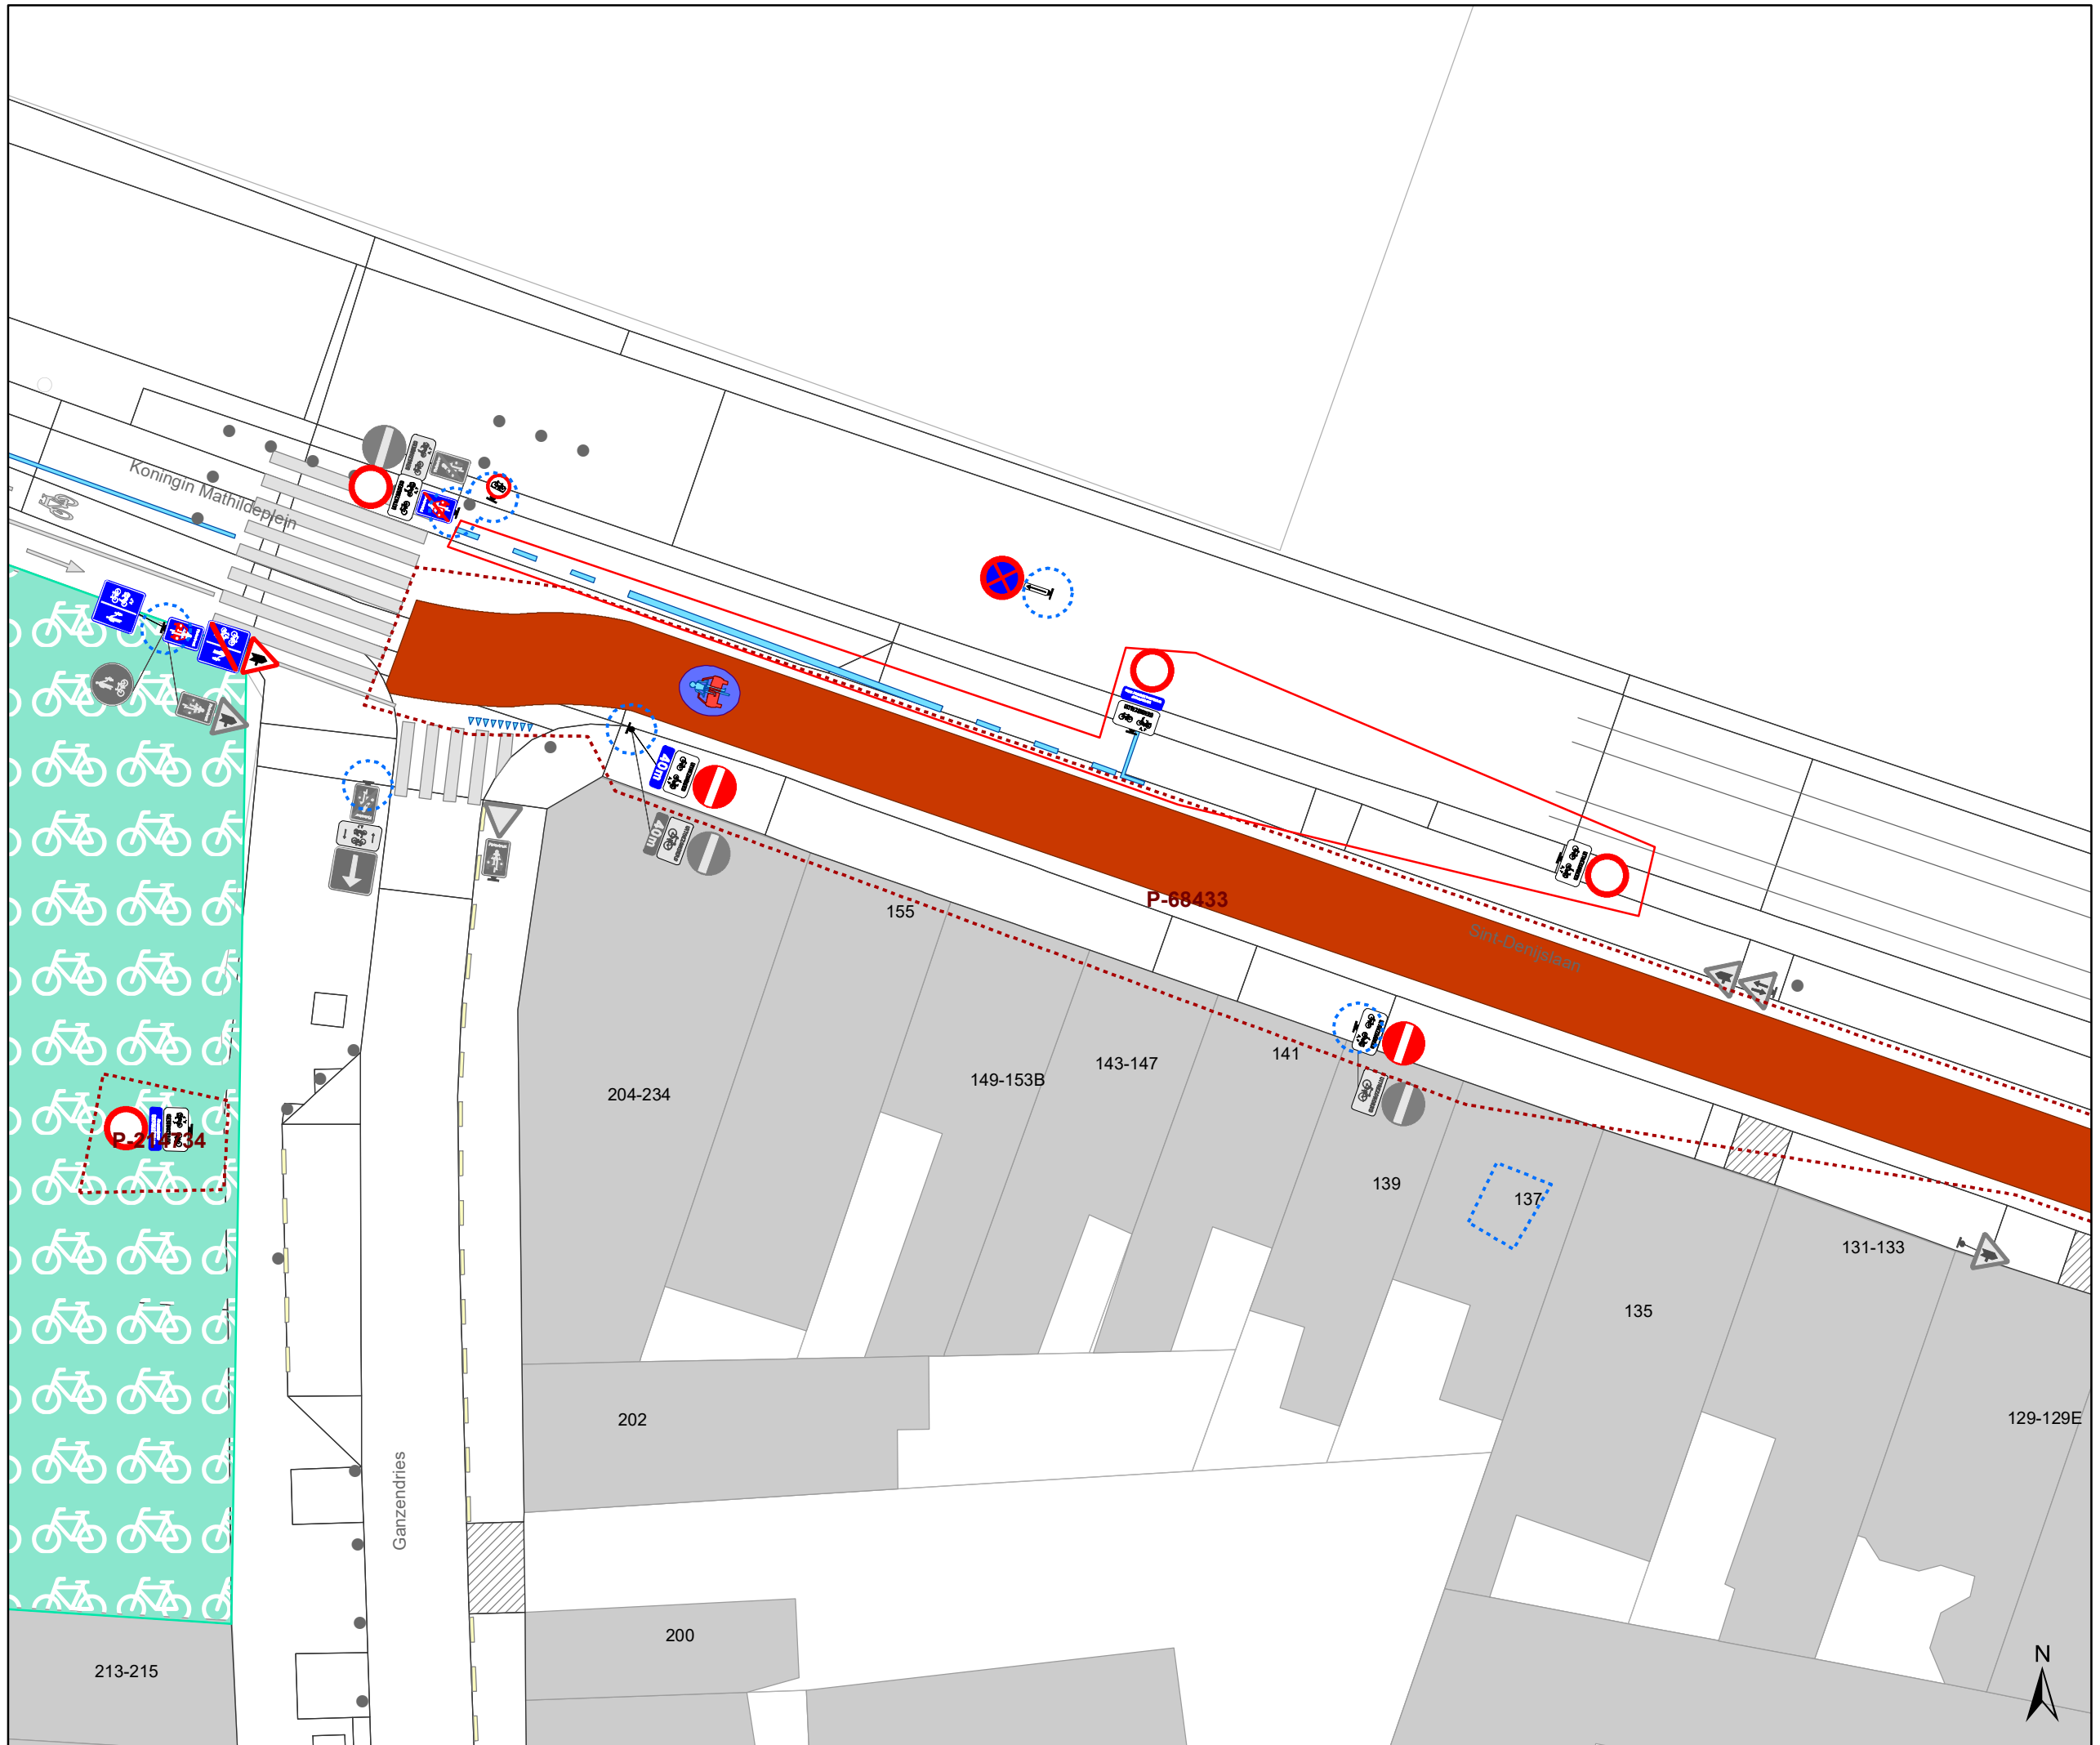 Koningin Mathildeplein
40m
40m
155
P-68433
Sint-Denijslaan
204-234
149-153B
143-147
141
139
137
P-214734
131-133
135
129-129E
202
Ganzendries
200
213-215
N